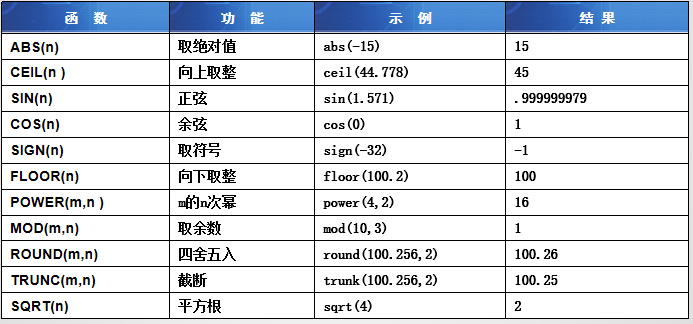 函 数 功 能 示 例 结 果
ABS(n) 取绝对值 abs(-15) 15
CEIL(n ) 向上取整 ceil(44.778) 45
SIN(n) 正弦 sin(1.571) .999999979
COS(n) 余弦 cos(0) 1
SIGN(n) 取符号 sign(-32) -1
FLOOR(n) 向下取整 floor(100.2) 100
POWER(m,n ) m的n次幂 power(4,2) 16
MOD(m,n) 取余数 mod(10,3) 1
ROUND(m,n) 四舍五入 round(100.256,2) 100.26
TRUNC(m,n) 截断 trunk(100.256,2) 100.25
SQRT(n) 平方根 sqrt(4) 2